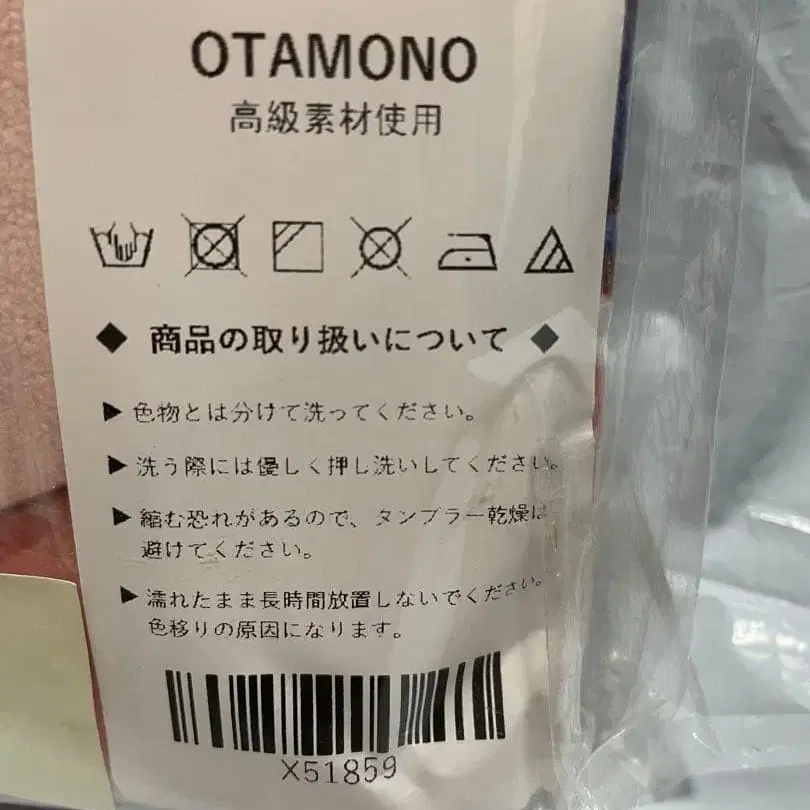 OTAMONO
高級素材使用
◆ 商品の取り扱いについて ◆
▶ 色物とは分けて洗ってください。
▶ 洗う際には優しく押し洗いしてください。
▶ 縮む恐れがあるので、タンブラー乾燥は
避けてください。
▶ 濡れたまま長時間放置しないでください。
色移りの原因になります。
X51859